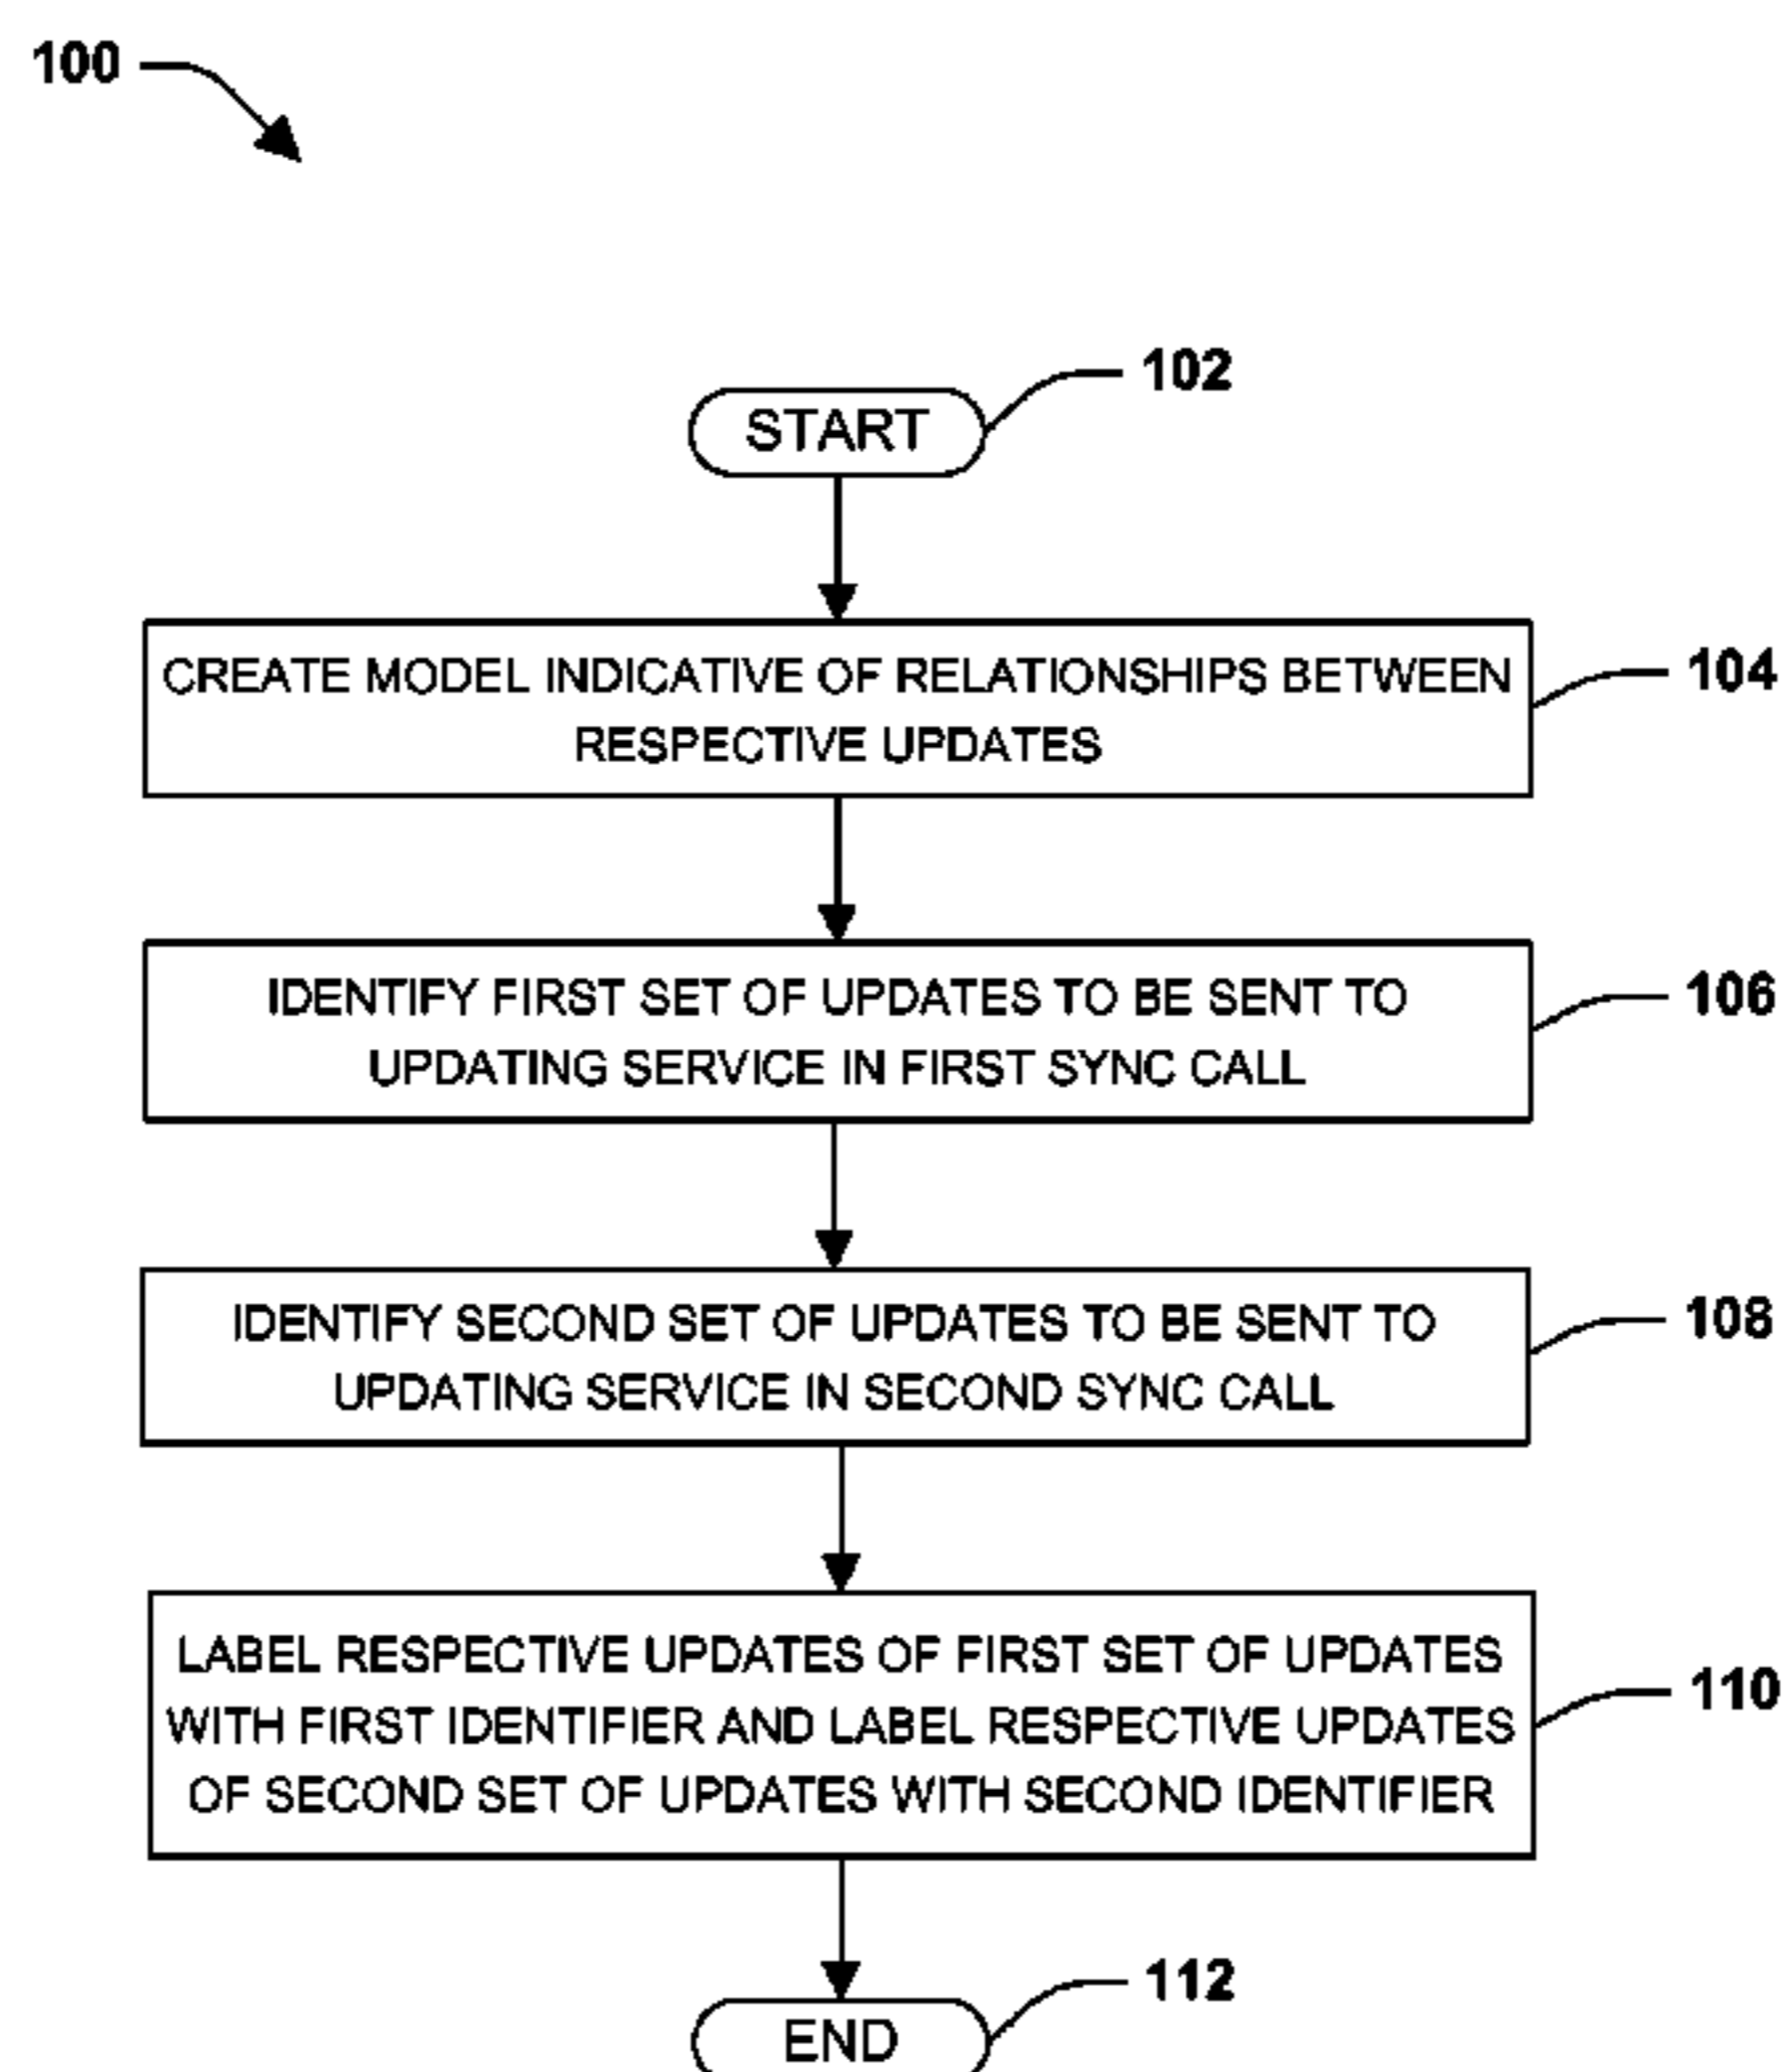 100
102
START
CREATE MODEL INDICATIVE OF RELATIONSHIPS BETWEEN
RESPECTIVE UPDATES
104
IDENTIFY FIRST SET OF UPDATES TO BE SENT TO
UPDATING SERVICE IN FIRST SYNC CALL
106
IDENTIFY SECOND SET OF UPDATES TO BE SENT TO
UPDATING SERVICE IN SECOND SYNC CALL
108
LABEL RESPECTIVE UPDATES OF FIRST SET OF UPDATES
WITH FIRST IDENTIFIER AND LABEL RESPECTIVE UPDATES
OF SECOND SET OF UPDATES WITH SECOND IDENTIFIER
110
112
END